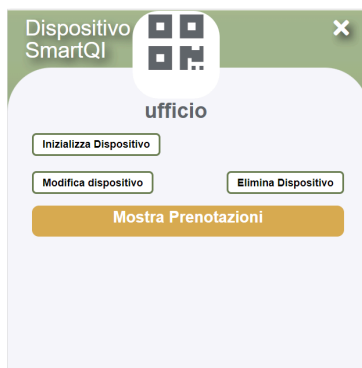 Dispositivo
SmartQI
ufficio
Inizializza Dispositivo
Modifica dispositivo Elimina Dispositivo
Mostra Prenotazioni